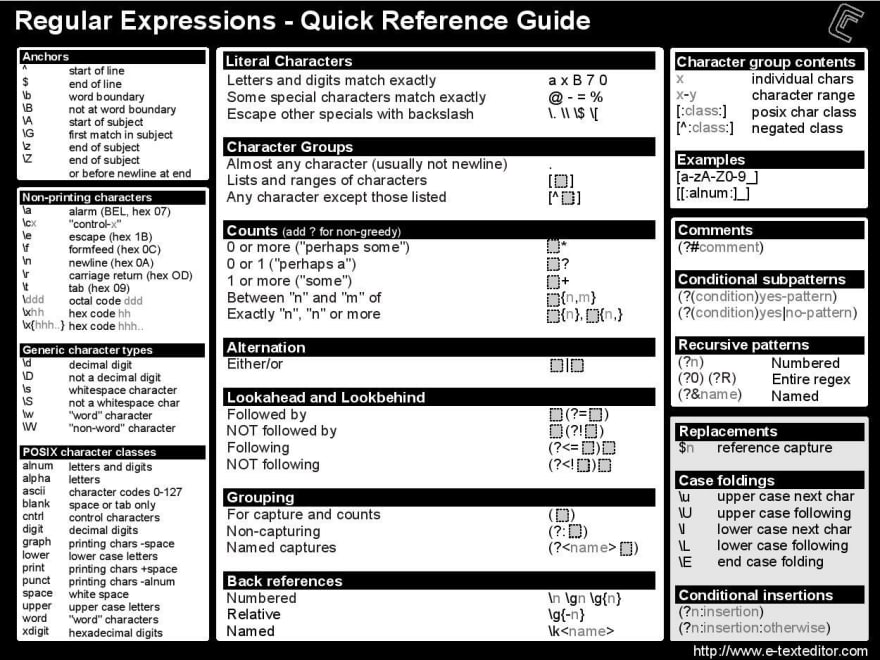 Regular Expressions - Quick Reference Guide
Anchors
^ start of line
$ end of line
\b word boundary
\B not at word boundary
\A start of subject
\G first match in subject
\z end of subject
\Z end of subject
or before newline at end
Non-printing characters
\a alarm (BEL, hex 07)
\cx "control-x"
\e escape (hex 1B)
\f formfeed (hex 0C)
\n newline (hex 0A)
\r carriage return (hex OD)
\t tab (hex 09)
\ddd octal code ddd
\xhh hex code hh
\x{hhh..} hex code hhh..
Generic character types
\d decimal digit
\D not a decimal digit
\s whitespace character
\S not a whitespace char
\w "word" character
\W "non-word" character
POSIX character classes
alnum letters and digits
alpha letters
ascii character codes 0-127
blank space or tab only
cntrl control characters
digit decimal digits
graph printing chars -space
lower lower case letters
print printing chars +space
punct printing chars -alnum
space white space
upper upper case letters
word "word" characters
xdigit hexadecimal digits
Literal Characters
Letters and digits match exactly a x B 7 0
Some special characters match exactly @ - = %
Escape other specials with backslash \. \\ \$ \[
Character Groups
Almost any character (usually not newline) .
Lists and ranges of characters [ ]
Any character except those listed [^ ]
Counts (add ? for non-greedy)
0 or more ("perhaps some") *
0 or 1 ("perhaps a") ?
1 or more ("some") +
Between "n" and "m" of {n,m}
Exactly "n", "n" or more {n}, {n,}
Alternation
Either/or |
Lookahead and Lookbehind
Followed by (?= )
NOT followed by (?! )
Following (?<= )
NOT following (?<! )
Grouping
For capture and counts ( )
Non-capturing (?: )
Named captures (?<name> )
Back references
Numbered \n \gn \g{n}
Relative \g{-n}
Named \k<name>
Character group contents
x individual chars
x-y character range
[:class:] posix char class
[^:class:] negated class
Examples
[a-zA-Z0-9_]
[[:alnum:]_]
Comments
(?#comment)
Conditional subpatterns
(?(condition)yes-pattern)
(?(condition)yes|no-pattern)
Recursive patterns
(?n) Numbered
(?0) (?R) Entire regex
(?&name) Named
Replacements
$n reference capture
Case foldings
\u upper case next char
\U upper case following
\l lower case next char
\L lower case following
\E end case folding
Conditional insertions
(?n:insertion)
(?n:insertion:otherwise)
http://www.e-texteditor.com